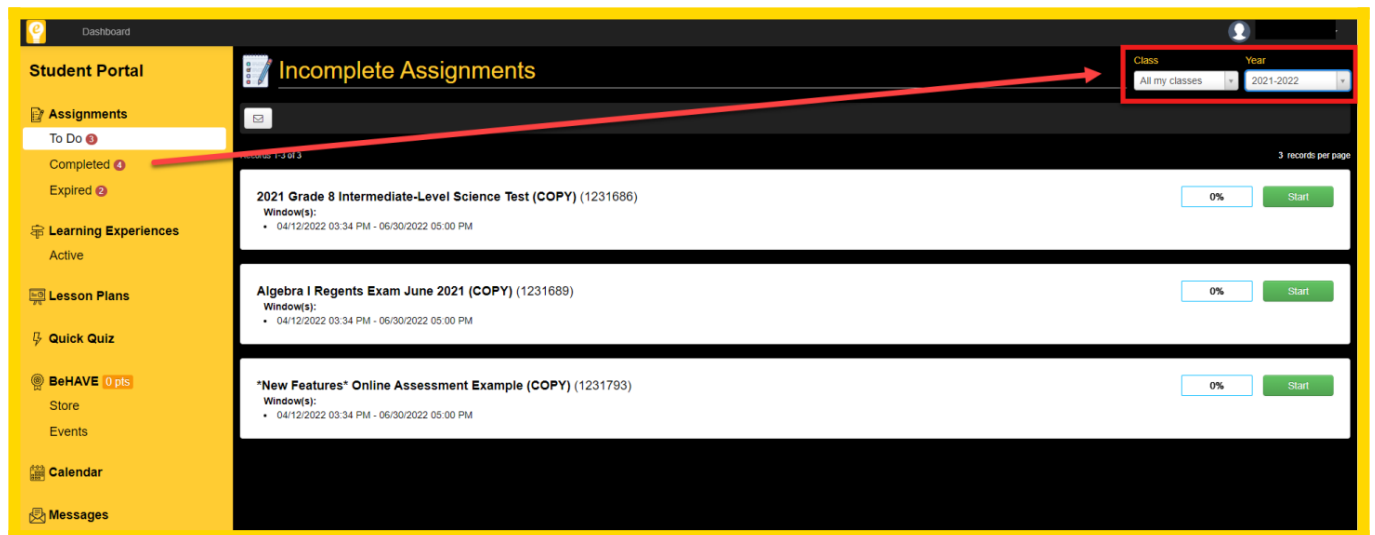 e Dashboard
Student Portal
Assignments
To Do 3
Completed 4
Expired 2
Learning Experiences
Active
Lesson Plans
Quick Quiz
BeHAVE 0 pts
Store
Events
Calendar
Messages
Incomplete Assignments
Class Year
All my classes 2021-2022
Records 1-3 of 3 3 records per page
2021 Grade 8 Intermediate-Level Science Test (COPY) (1231686)
0% Start
Window(s):
• 04/12/2022 03:34 PM - 06/30/2022 05:00 PM
Algebra I Regents Exam June 2021 (COPY) (1231689)
0% Start
Window(s):
• 04/12/2022 03:34 PM - 06/30/2022 05:00 PM
*New Features* Online Assessment Example (COPY) (1231793)
0% Start
Window(s):
• 04/12/2022 03:34 PM - 06/30/2022 05:00 PM